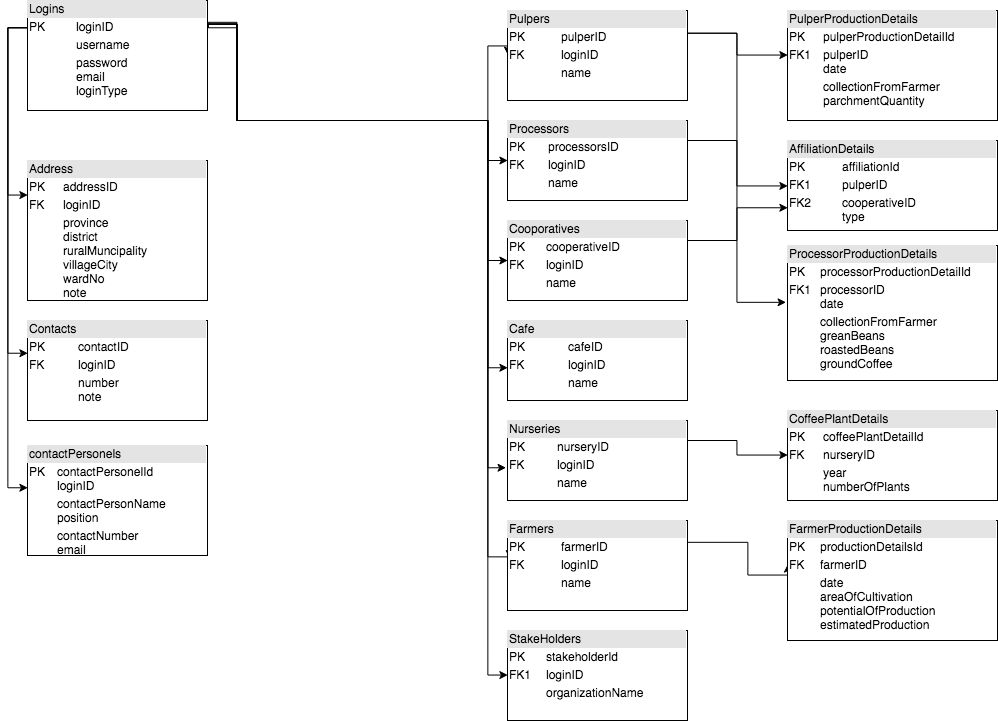 Logins
PK loginID
username
password
email
loginType
Address
PK addressID
FK loginID
province
district
ruralMuncipality
villageCity
wardNo
note
Contacts
PK contactID
FK loginID
number
note
contactPersonels
PK contactPersonelId
loginID
contactPersonName
position
contactNumber
email
Pulpers
PK pulperID
FK loginID
name
Processors
PK processorsID
FK loginID
name
Cooporatives
PK cooperativeID
FK loginID
name
Cafe
PK cafeID
FK loginID
name
Nurseries
PK nurseryID
FK loginID
name
Farmers
PK farmerID
FK loginID
name
StakeHolders
PK stakeholderId
FK1 loginID
organizationName
PulperProductionDetails
PK pulperProductionDetailId
FK1 pulperID
date
collectionFromFarmer
parchmentQuantity
AffiliationDetails
PK affiliationId
FK1 pulperID
FK2 cooperativeID
type
ProcessorProductionDetails
PK processorProductionDetailId
FK1 processorID
date
collectionFromFarmer
greanBeans
roastedBeans
groundCoffee
CoffeePlantDetails
PK coffeePlantDetailId
FK nurseryID
year
numberOfPlants
FarmerProductionDetails
PK productionDetailsId
FK farmerID
date
areaOfCultivation
potentialOfProduction
estimatedProduction